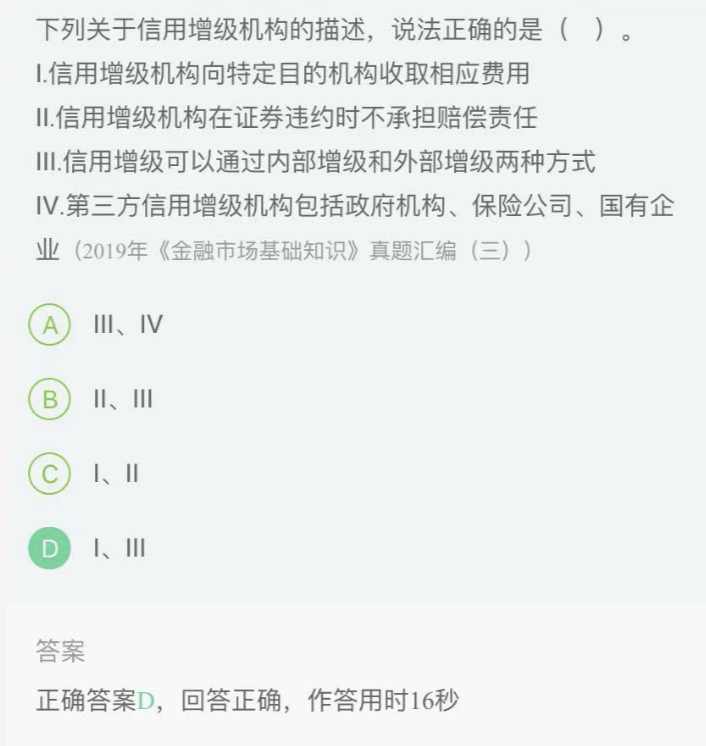 下列关于信用增级机构的描述，说法正确的是（ ）。
I.信用增级机构向特定目的机构收取相应费用
II.信用增级机构在证券违约时不承担赔偿责任
III.信用增级可以通过内部增级和外部增级两种方式
IV.第三方信用增级机构包括政府机构、保险公司、国有企
业（2019年《金融市场基础知识》真题汇编（三））
A III、IV
B II、III
C I、II
D I、III
答案
正确答案D，回答正确，作答用时16秒